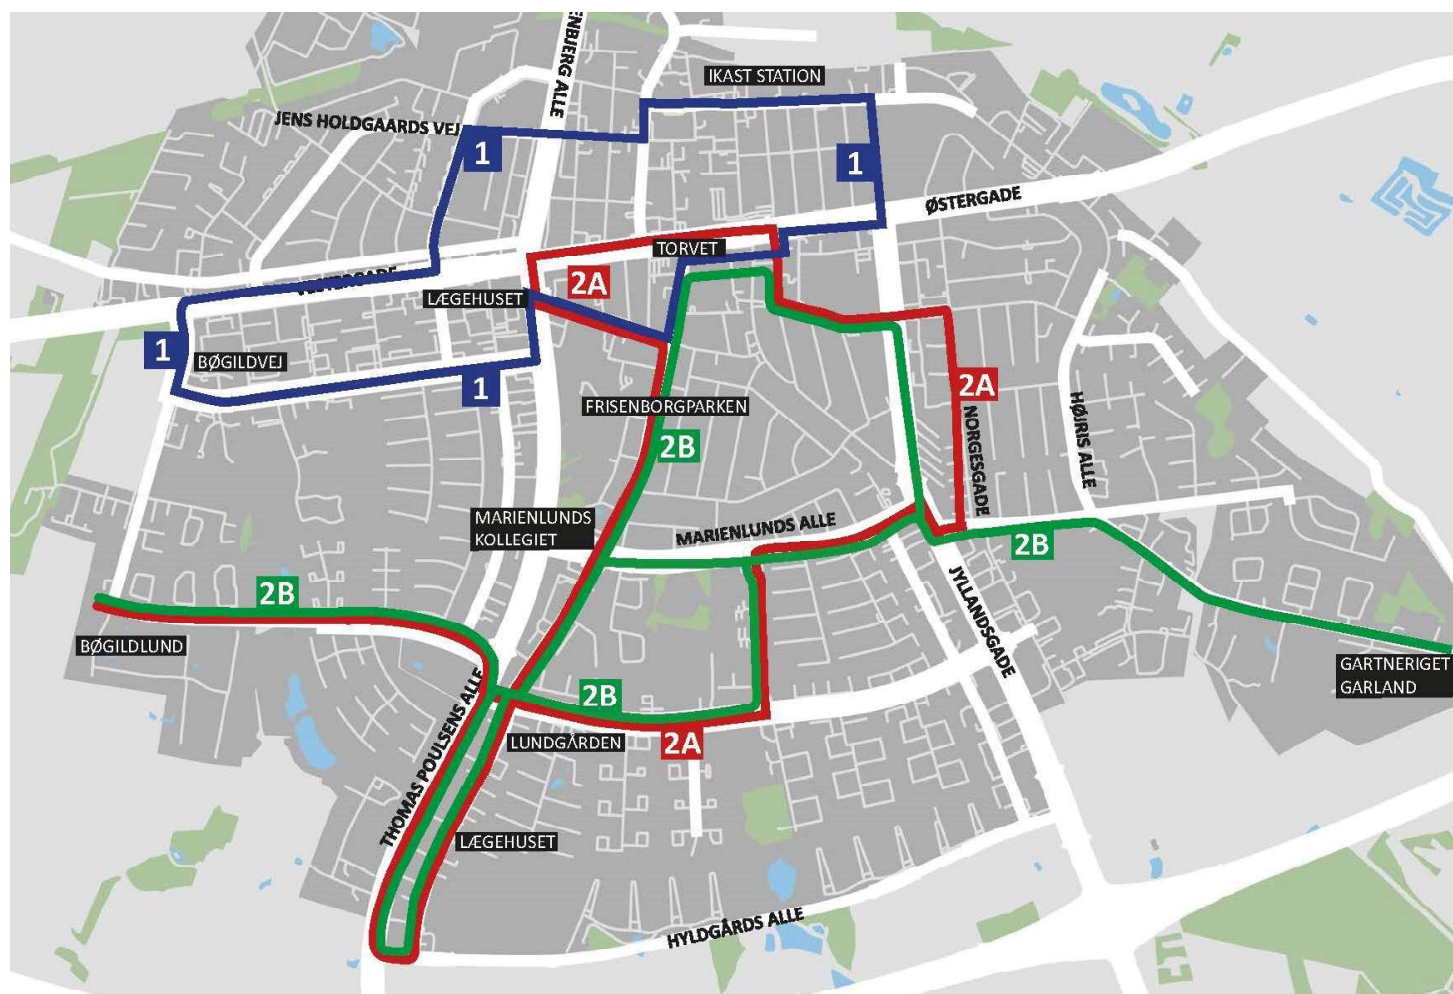 ENBJERG ALLE
IKAST STATION
JENS HOLDGAARDS VEJ
1
1
ØSTERGADE
TORVET
2A
LÆGEHUSET
1
BØGILDVEJ
1
FRISENBORGPARKEN
2A
HØJRIS ALLE
NORGESGADE
2B
MARIENLUNDS
KOLLEGIET
MARIENLUNDS ALLE
2B
2B
JYLLANDSGADE
BØGILDLUND
GARTNERIGET
GARLAND
2B
THOMAS POULSENS ALLE
LUNDGÅRDEN
2A
LÆGEHUSET
HYLDGÅRDS ALLE